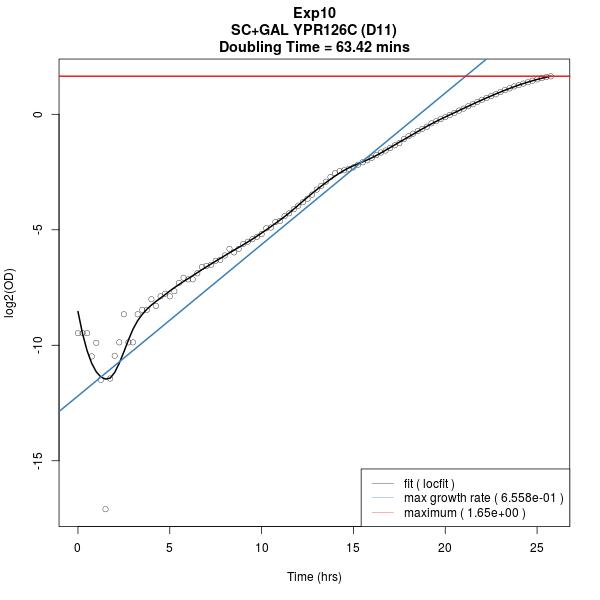 Exp10
SC+GAL YPR126C (D11)
Doubling Time = 63.42 mins
log2(OD)
0
-5
-10
-15
fit ( locfit )
max growth rate ( 6.558e-01 )
maximum ( 1.65e+00 )
0 5 10 15 20 25
Time (hrs)